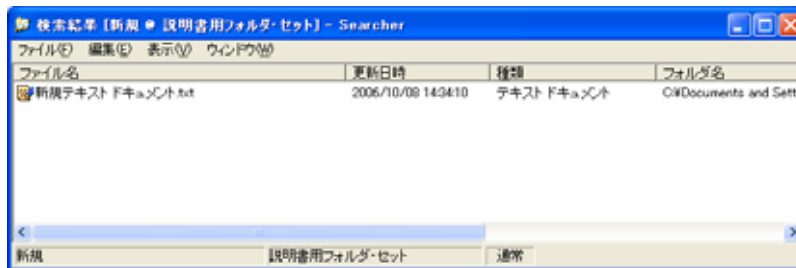 検索結果 [新規 @ 説明書用フォルダ・セット] - Searcher
ファイル(F) 編集(E) 表示(V) ウィンドウ(W)
ファイル名 更新日時 種類 フォルダ名
新規テキスト ドキュメント.txt 2006/10/08 14:34:10 テキスト ドキュメント C:¥Documents and Sett
新規 説明書用フォルダ・セット 通常